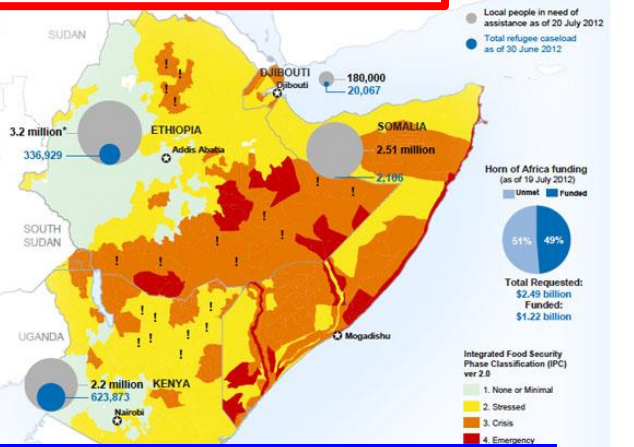 Local people in need of
assistance as of 20 July 2012
Total refugee caseload
as of 30 June 2012
SUDAN
DJIBOUTI
Djibouti
180,000
20,067
3.2 million*
ETHIOPIA
336,929
Addis Ababa
SOMALIA
2.51 million
2,106
Horn of Africa funding
(as of 19 July 2012)
Unmet Funded
51% 49%
Total Requested:
$2.49 billion
Funded:
$1.22 billion
SOUTH
SUDAN
! ! ! ! ! ! ! ! ! ! ! ! ! ! ! ! ! !
UGANDA
Mogadishu
2.2 million
KENYA
623,873
Nairobi
Integrated Food Security
Phase Classification (IPC)
ver 2.0
1. None or Minimal
2. Stressed
3. Crisis
4. Emergency